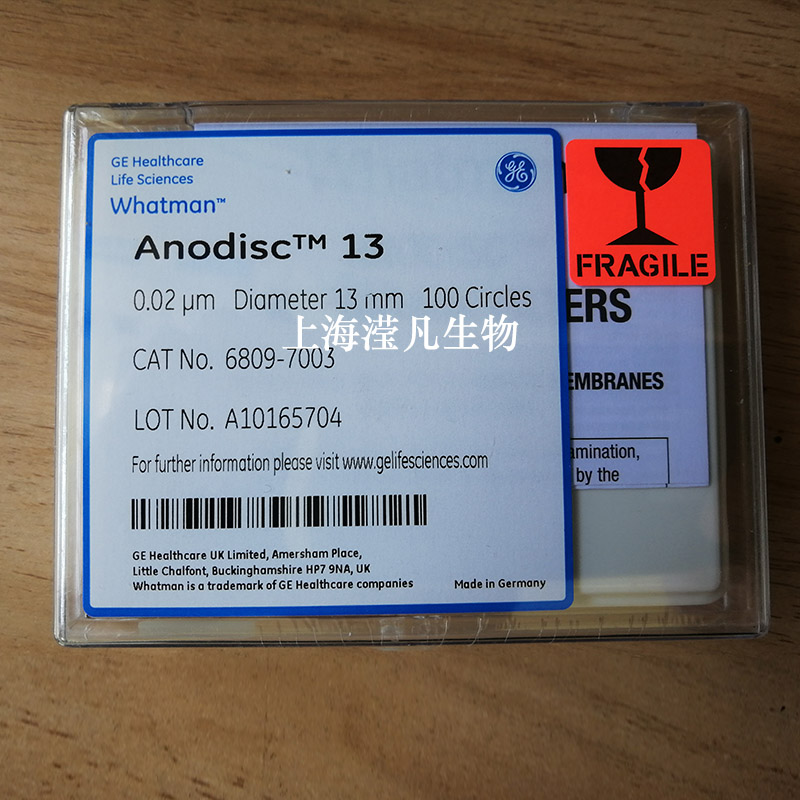 GE Healthcare
Life Sciences
Whatman™
GE
Anodisc™ 13
0.02 µm Diameter 13 mm 100 Circles
上海滢凡生物
CAT No. 6809-7003
LOT No. A10165704
For further information please visit www.gelifesciences.com
GE Healthcare UK Limited, Amersham Place,
Little Chalfont, Buckinghamshire HP7 9NA, UK
Whatman is a trademark of GE Healthcare companies
Made in Germany
FRAGILE
ERS
EMBRANES
amination,
by the